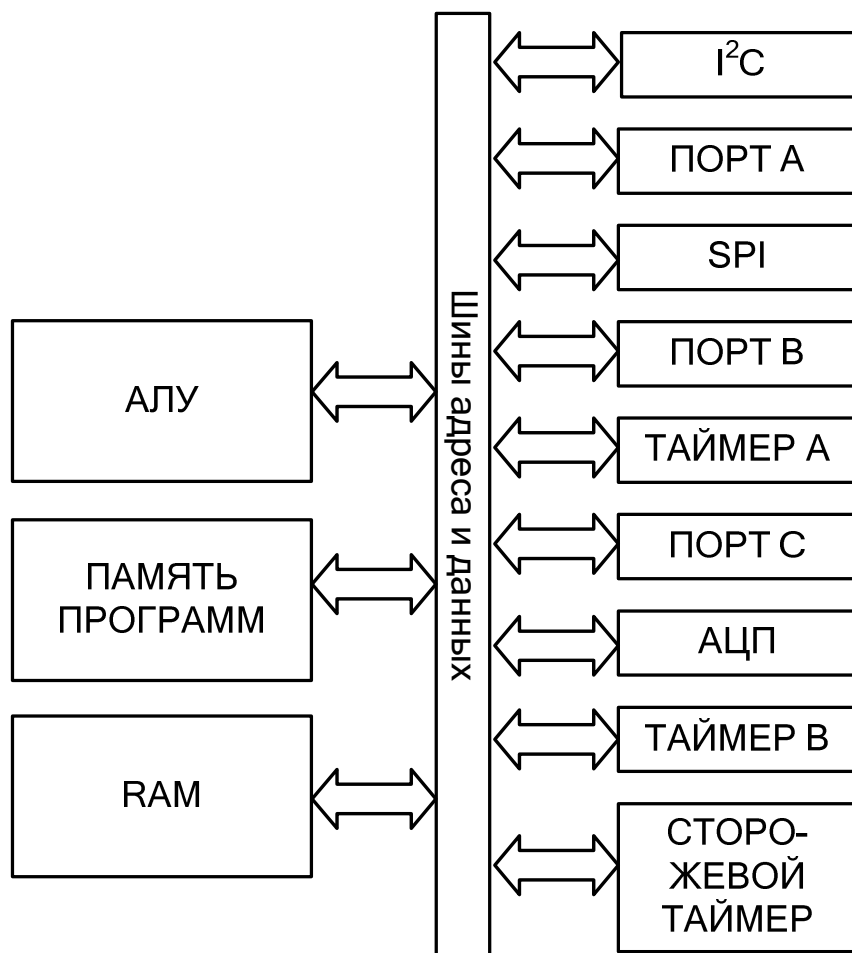 АЛУ
ПАМЯТЬ
ПРОГРАММ
RAM
Шины адреса и данных
I²C
ПОРТ А
SPI
ПОРТ В
ТАЙМЕР А
ПОРТ С
АЦП
ТАЙМЕР В
СТОРО-
ЖЕВОЙ
ТАЙМЕР